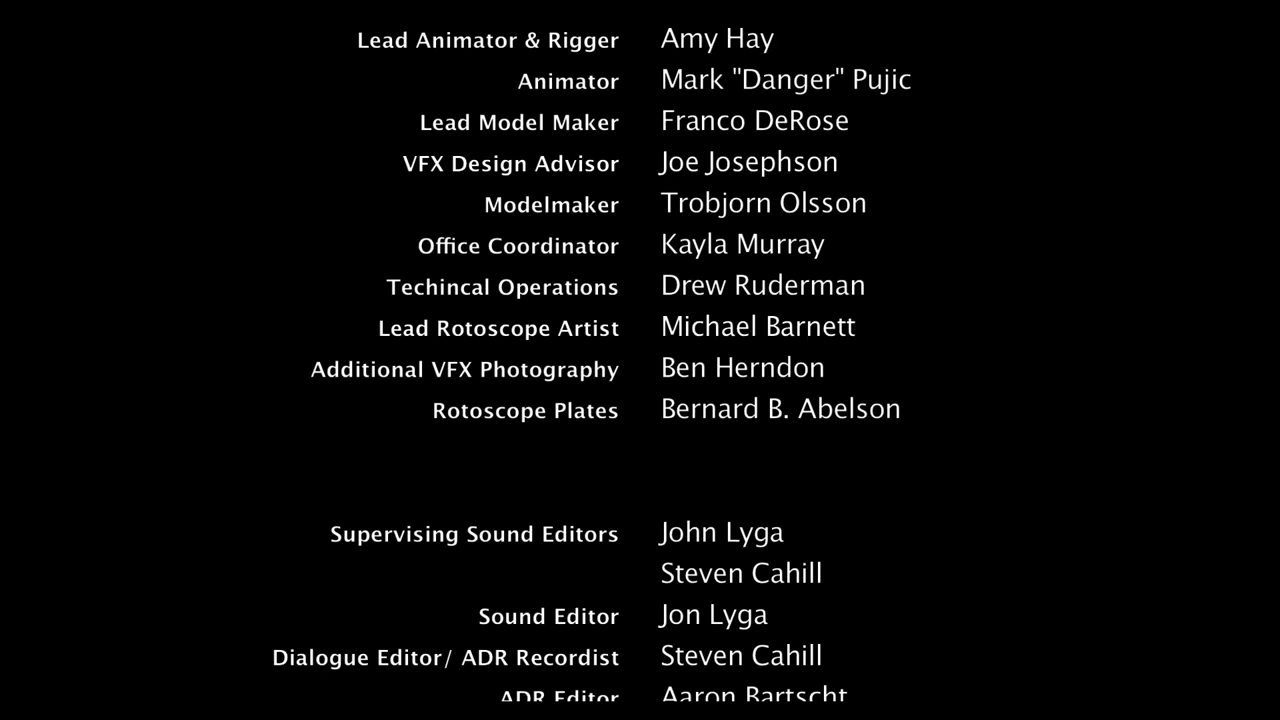 Lead Animator & Rigger Amy Hay
Animator Mark "Danger" Pujic
Lead Model Maker Franco DeRose
VFX Design Advisor Joe Josephson
Modelmaker Trobjorn Olsson
Office Coordinator Kayla Murray
Techincal Operations Drew Ruderman
Lead Rotoscope Artist Michael Barnett
Additional VFX Photography Ben Herndon
Rotoscope Plates Bernard B. Abelson
Supervising Sound Editors John Lyga
Steven Cahill
Sound Editor Jon Lyga
Dialogue Editor/ ADR Recordist Steven Cahill
ADR Editor Aaron Bartscht